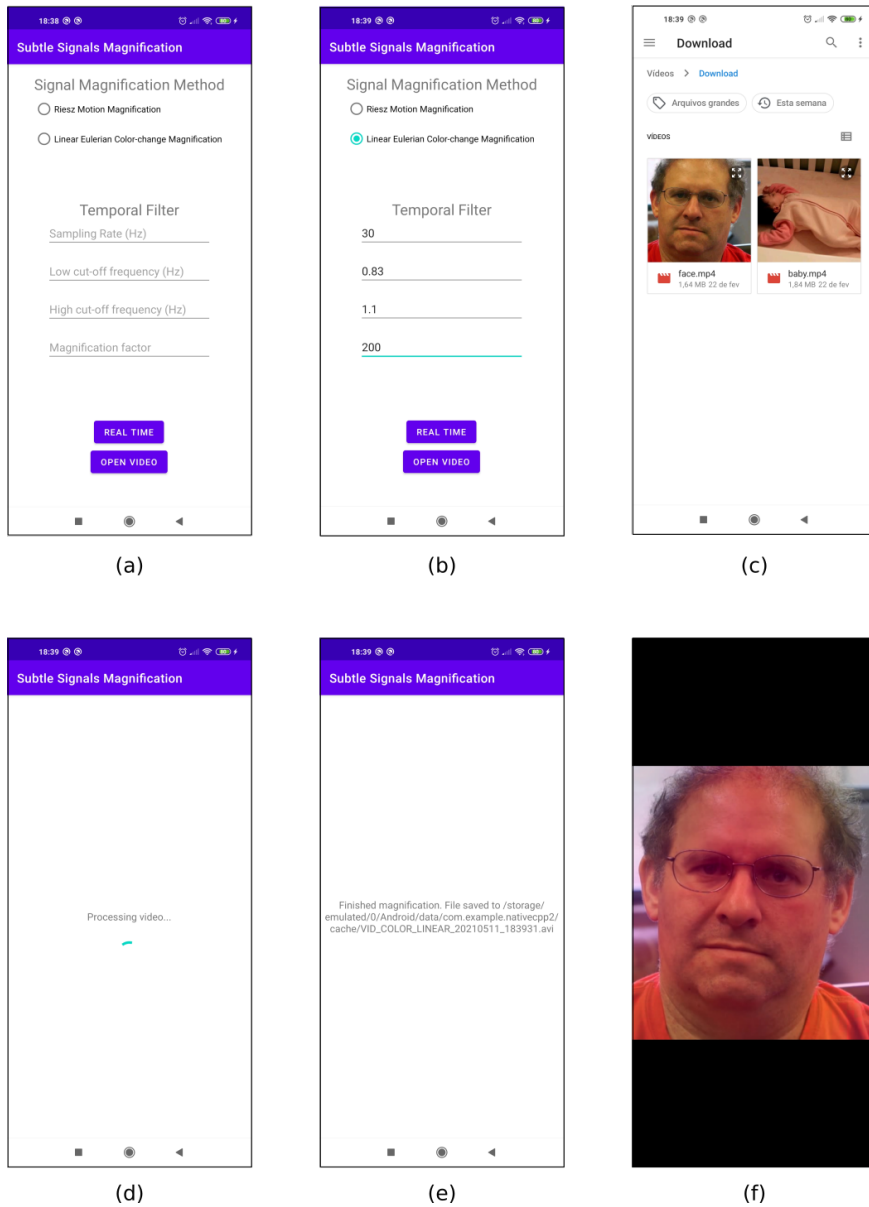 18:38
Subtle Signals Magnification
Signal Magnification Method
Riesz Motion Magnification
Linear Eulerian Color-change Magnification
Temporal Filter
Sampling Rate (Hz)
Low cut-off frequency (Hz)
High cut-off frequency (Hz)
Magnification factor
REAL TIME
OPEN VIDEO
(a)
18:39
Subtle Signals Magnification
Signal Magnification Method
Riesz Motion Magnification
Linear Eulerian Color-change Magnification
Temporal Filter
30
0.83
1.1
200
REAL TIME
OPEN VIDEO
(b)
18:39
Download
Vídeos > Download
Arquivos grandes
Esta semana
VÍDEOS
face.mp4
1,64 MB 22 de fev
baby.mp4
1,84 MB 22 de fev
(c)
18:39
Subtle Signals Magnification
Processing video...
(d)
18:39
Subtle Signals Magnification
Finished magnification. File saved to /storage/
emulated/0/Android/data/com.example.nativecpp2/
cache/VID_COLOR_LINEAR_20210511_183931.avi
(e)
(f)